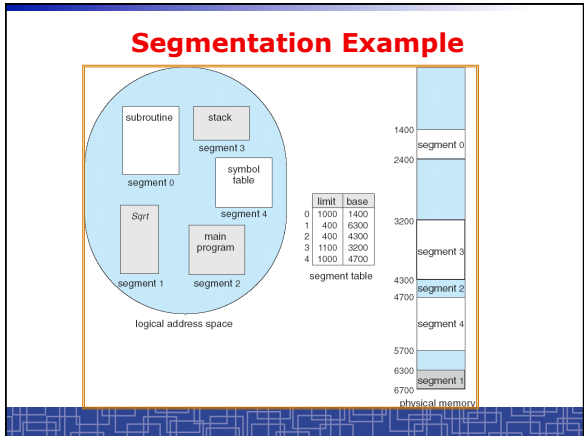 Segmentation Example
subroutine
segment 0
stack
segment 3
symbol
table
segment 4
Sqrt
segment 1
main
program
segment 2
logical address space
limit base
0 1000 1400
1 400 6300
2 400 4300
3 1100 3200
4 1000 4700
segment table
1400
segment 0
2400
3200
segment 3
4300
segment 2
4700
segment 4
5700
6300
segment 1
6700
physical memory